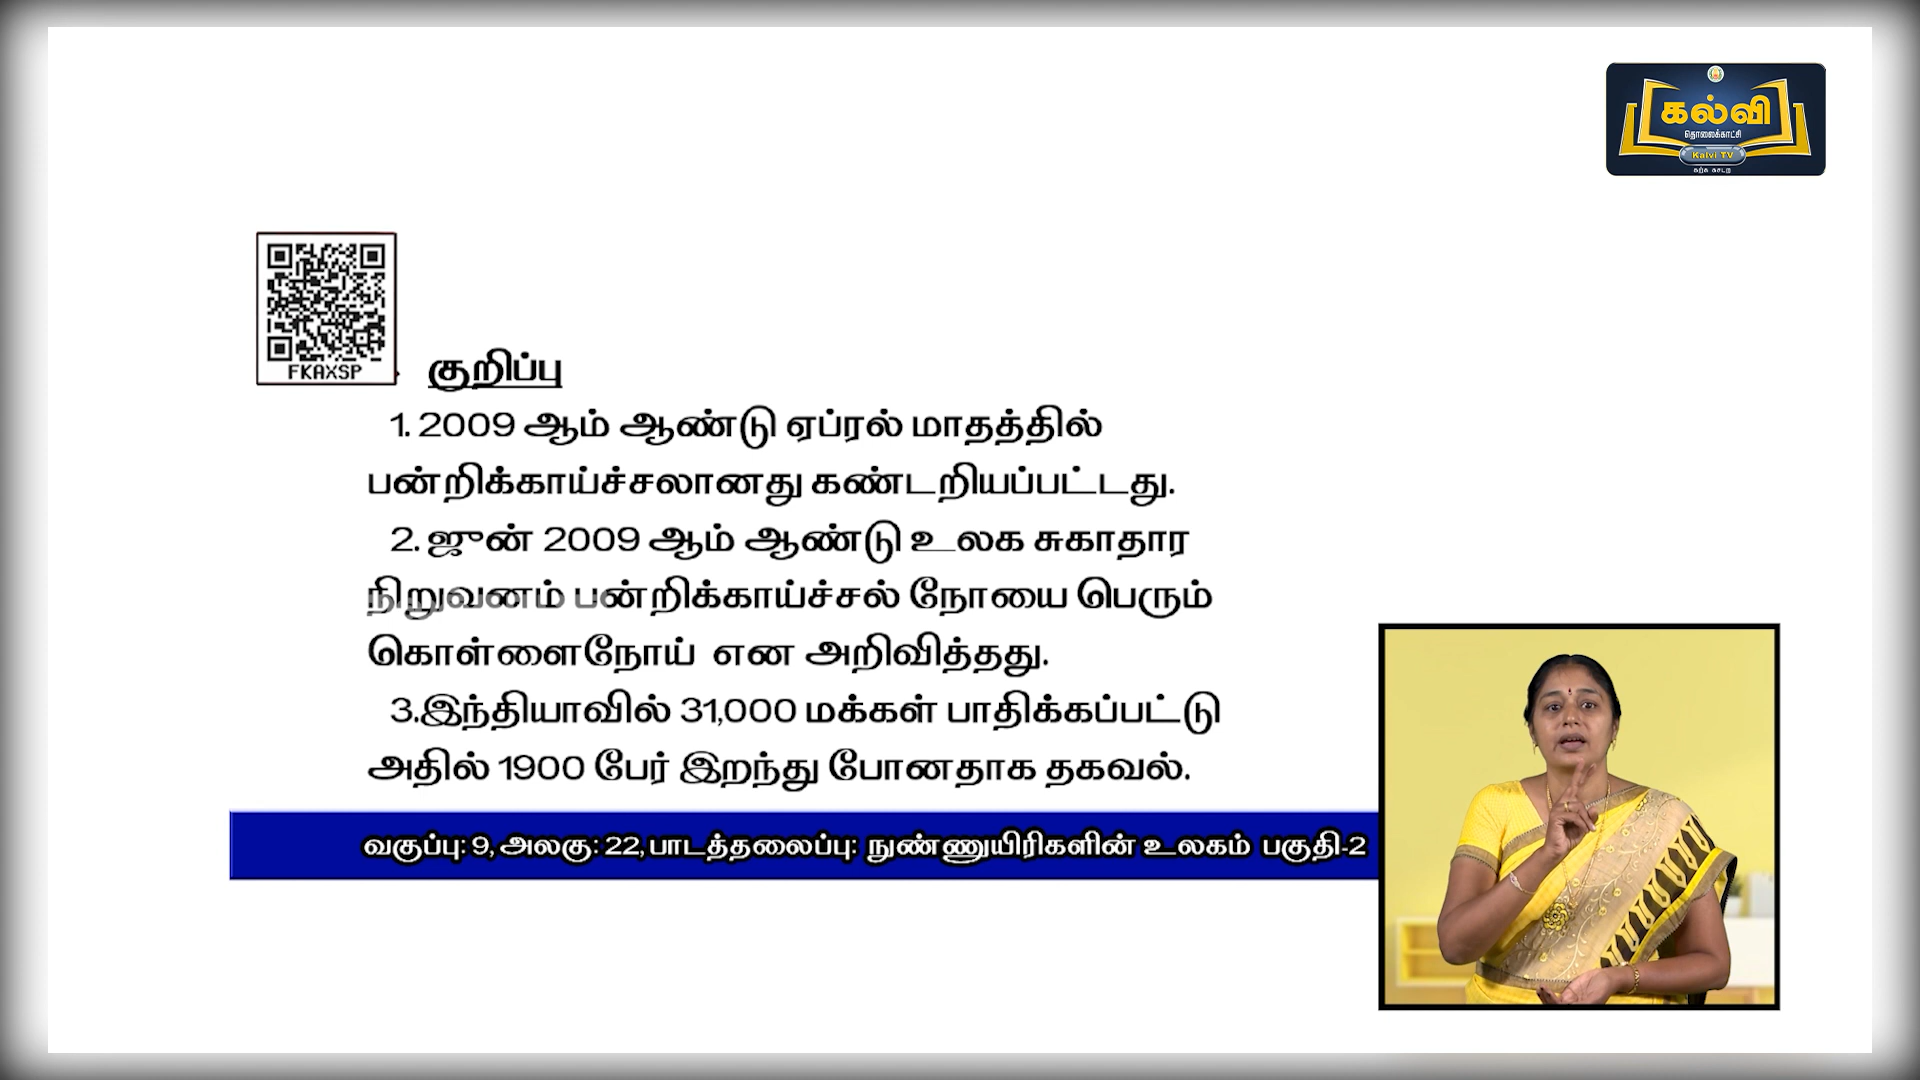 கல்வி
தொலைக்காட்சி
Kalvi TV
கற்க கசடற
FKAXSP
குறிப்பு
1. 2009 ஆம் ஆண்டு ஏப்ரல் மாதத்தில்
பன்றிக்காய்ச்சலானது கண்டறியப்பட்டது.
2. ஜுன் 2009 ஆம் ஆண்டு உலக சுகாதார
நிறுவனம் பன்றிக்காய்ச்சல் நோயை பெரும்
கொள்ளைநோய் என அறிவித்தது.
3.இந்தியாவில் 31,000 மக்கள் பாதிக்கப்பட்டு
அதில் 1900 பேர் இறந்து போனதாக தகவல்.
வகுப்பு: 9, அலகு: 22, பாடத்தலைப்பு: நுண்ணுயிரிகளின் உலகம் பகுதி-2